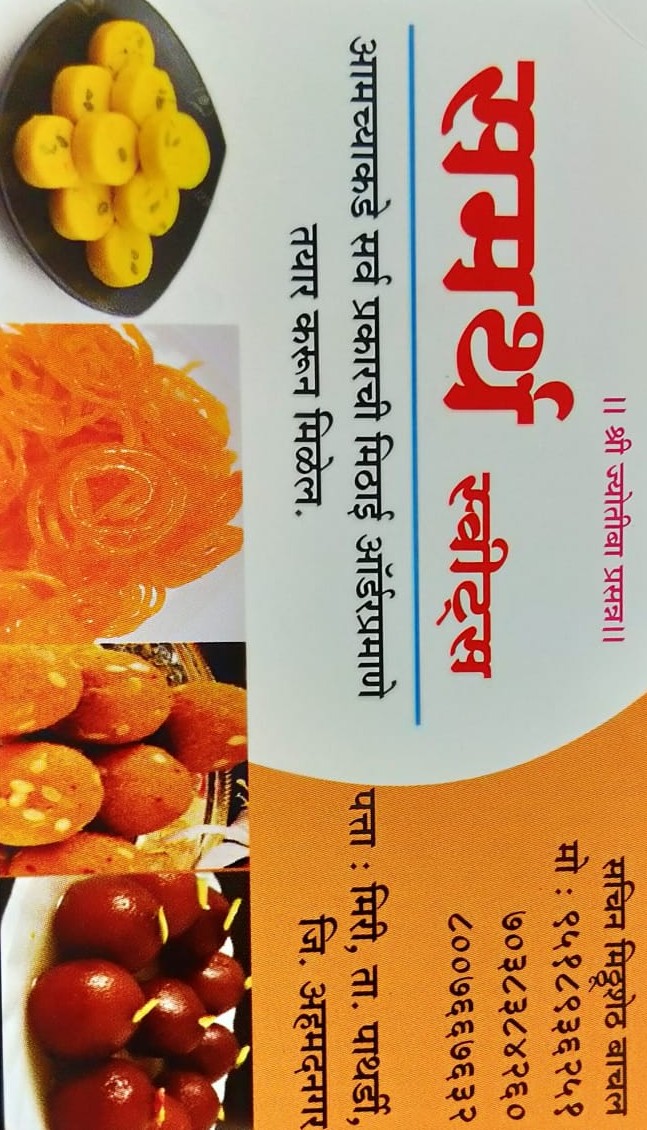 ॥ श्री ज्योतीबा प्रसन्न॥
समर्थ स्वीट्स
आमच्याकडे सर्व प्रकारची मिठाई ऑर्डरप्रमाणे
तयार करून मिळेल.
सचिन मिठ्ठूशेठ बाचल
मो : ९५१८९३६२५१
७०३८३८४२६०
८००७६६७६३२
पत्ता : मिरी, ता. पाथर्डी,
जि. अहमदनगर